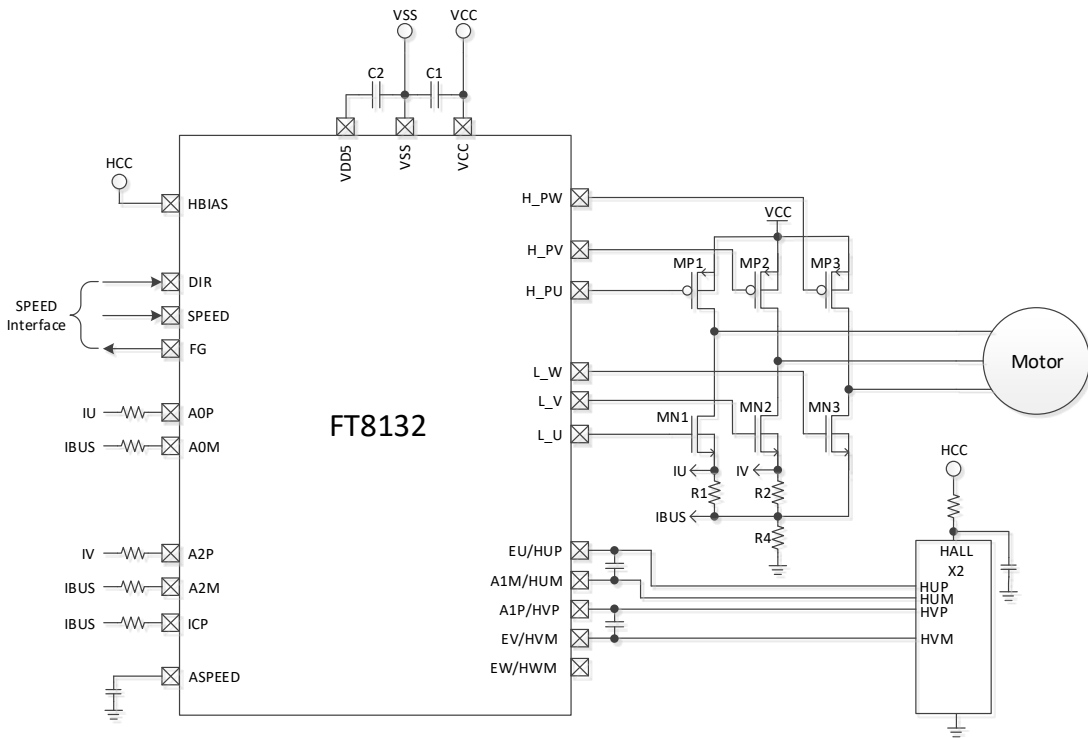 VSS
VCC
C2
C1
VDD5
VSS
VCC
HCC
HBIAS
DIR
SPEED
FG
SPEED
Interface
IU
A0P
IBUS
A0M
IV
A2P
IBUS
A2M
IBUS
ICP
ASPEED
FT8132
H_PW
H_PV
H_PU
L_W
L_V
L_U
EU/HUP
A1M/HUM
A1P/HVP
EV/HVM
EW/HWM
VCC
MP1
MP2
MP3
MN1
MN2
MN3
IU
IV
R1
R2
IBUS
R4
Motor
HCC
HALL
X2
HUP
HUM
HVP
HVM